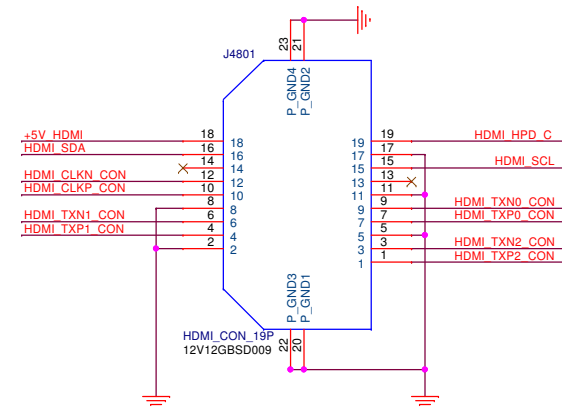 23
21
J4801
P_GND4
P_GND2
+5V_HDMI 18 18 19 19 HDMI_HPD_C
HDMI_SDA 16 16 17 17
14 14 15 15 HDMI_SCL
HDMI_CLKN_CON 12 12 13 13
HDMI_CLKP_CON 10 10 11 11
8 8 9 9 HDMI_TXN0_CON
HDMI_TXN1_CON 6 6 7 7 HDMI_TXP0_CON
HDMI_TXP1_CON 4 4 5 5
2 2 3 3 HDMI_TXN2_CON
1 1 HDMI_TXP2_CON
P_GND3
P_GND1
HDMI_CON_19P
12V12GBSD009
22
20